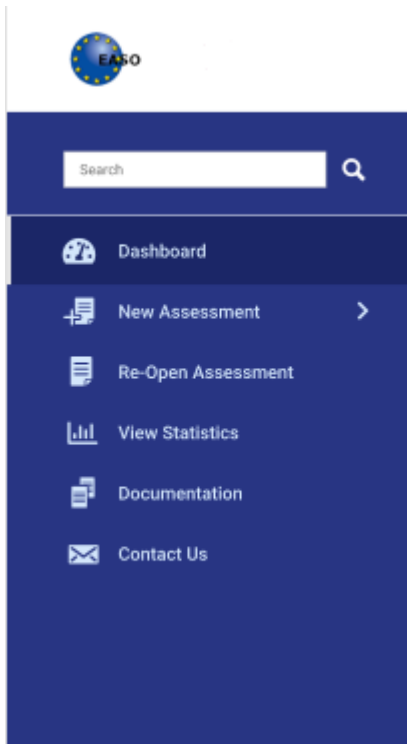 EASO
Search
Dashboard
New Assessment
Re-Open Assessment
View Statistics
Documentation
Contact Us